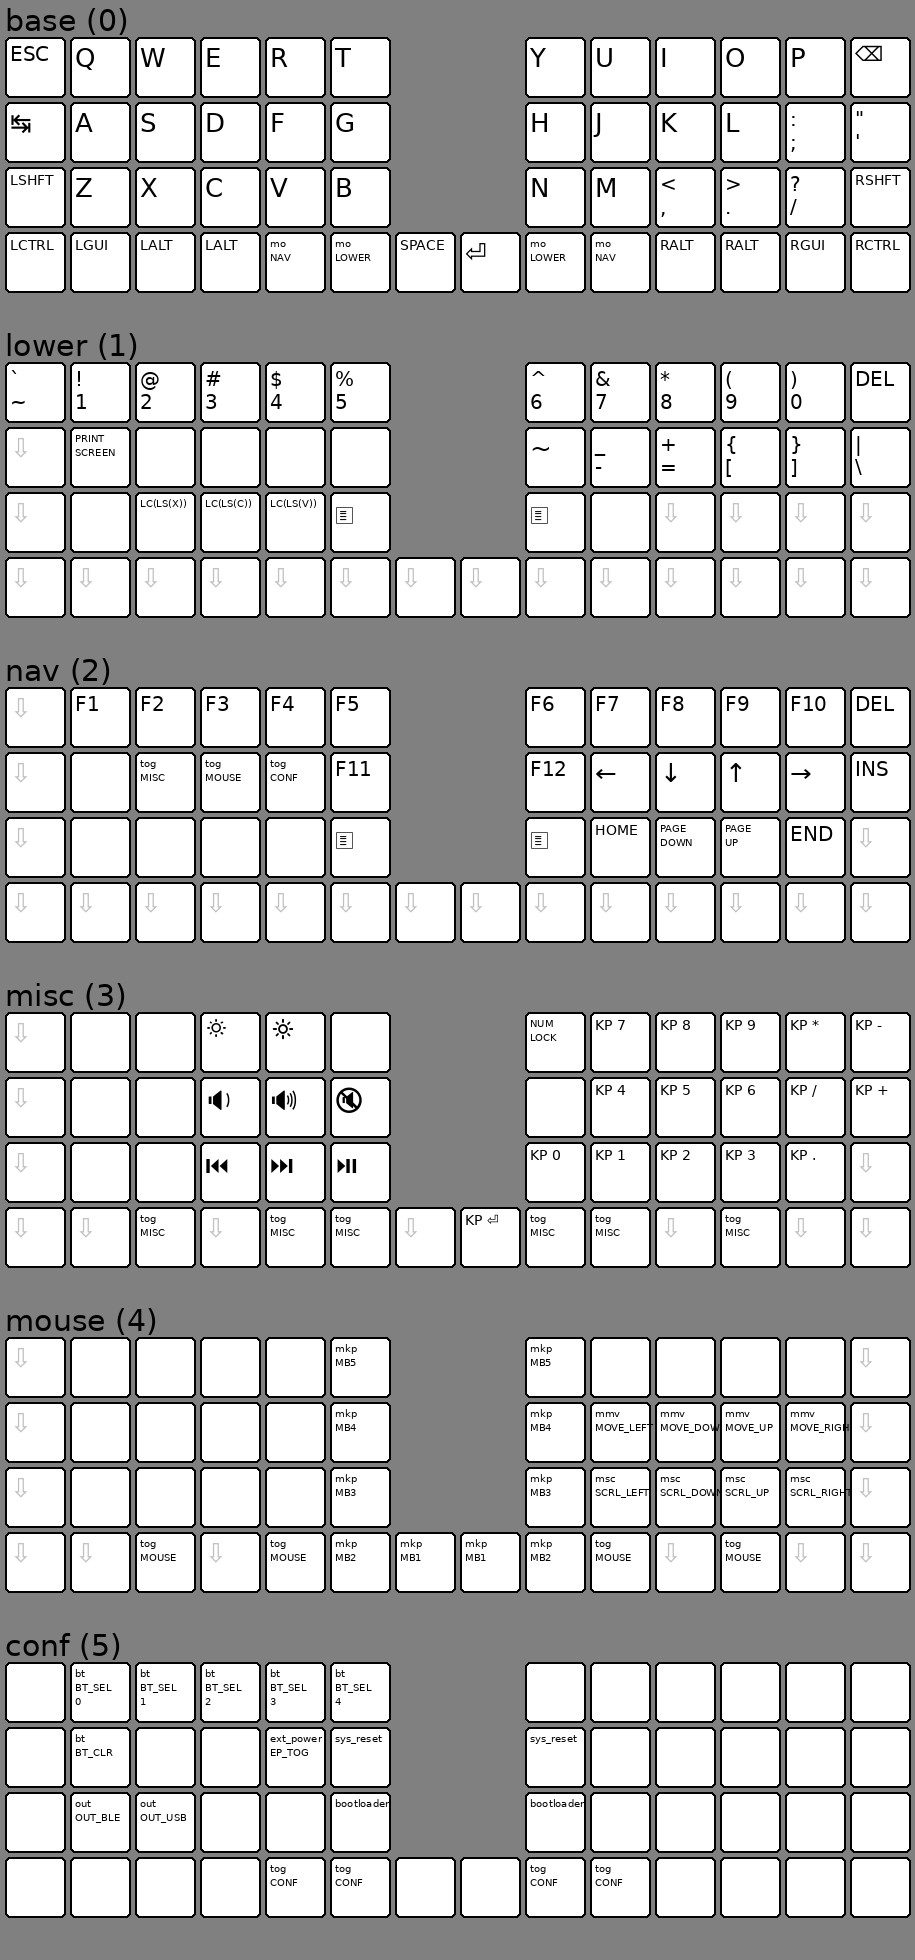 base (0)
ESC Q W E R T Y U I O P ⌫
↹ A S D F G H J K L : ; " '
LSHFT Z X C V B N M < , > . ? / RSHFT
LCTRL LGUI LALT LALT mo NAV mo LOWER SPACE ⏎ mo LOWER mo NAV RALT RALT RGUI RCTRL
lower (1)
` ~ ! 1 @ 2 # 3 $ 4 % 5 ^ 6 & 7 * 8 ( 9 ) 0 DEL
⇩ PRINT SCREEN ~ _ - + = { [ } ] | \
⇩ LC(LS(X)) LC(LS(C)) LC(LS(V)) 🗏 🗏 ⇩ ⇩ ⇩ ⇩
⇩ ⇩ ⇩ ⇩ ⇩ ⇩ ⇩ ⇩ ⇩ ⇩ ⇩ ⇩ ⇩ ⇩
nav (2)
⇩ F1 F2 F3 F4 F5 F6 F7 F8 F9 F10 DEL
⇩ tog MISC tog MOUSE tog CONF F11 F12 ← ↓ ↑ → INS
⇩ 🗏 🗏 HOME PAGE DOWN PAGE UP END ⇩
⇩ ⇩ ⇩ ⇩ ⇩ ⇩ ⇩ ⇩ ⇩ ⇩ ⇩ ⇩ ⇩ ⇩
misc (3)
⇩ 🔅 🔆 NUM LOCK KP 7 KP 8 KP 9 KP * KP -
⇩ 🔉 🔊 🔇 KP 4 KP 5 KP 6 KP / KP +
⇩ ⏮ ⏭ ⏯ KP 0 KP 1 KP 2 KP 3 KP . ⇩
⇩ ⇩ tog MISC ⇩ tog MISC tog MISC ⇩ KP ⏎ tog MISC tog MISC ⇩ tog MISC ⇩ ⇩
mouse (4)
⇩ mkp MB5 mkp MB5 ⇩
⇩ mkp MB4 mkp MB4 mmv MOVE_LEFT mmv MOVE_DOW mmv MOVE_UP mmv MOVE_RIGH ⇩
⇩ mkp MB3 mkp MB3 msc SCRL_LEFT msc SCRL_DOWN msc SCRL_UP msc SCRL_RIGHT ⇩
⇩ ⇩ tog MOUSE ⇩ tog MOUSE mkp MB2 mkp MB1 mkp MB1 mkp MB2 tog MOUSE ⇩ tog MOUSE ⇩ ⇩
conf (5)
bt BT_SEL 0 bt BT_SEL 1 bt BT_SEL 2 bt BT_SEL 3 bt BT_SEL 4
bt BT_CLR ext_power EP_TOG sys_reset sys_reset
out OUT_BLE out OUT_USB bootloader bootloader
tog CONF tog CONF tog CONF tog CONF